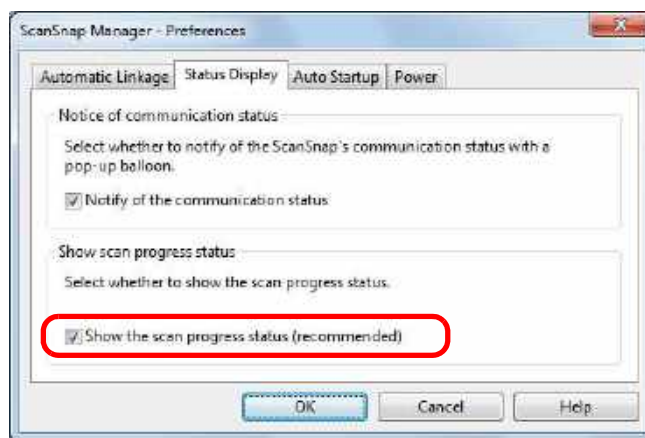 ScanSnap Manager - Preferences
Automatic Linkage Status Display Auto Startup Power
Notice of communication status
Select whether to notify of the ScanSnap's communication status with a
pop-up balloon.
Notify of the communication status
Show scan progress status
Select whether to show the scan progress status.
Show the scan progress status (recommended)
OK Cancel Help